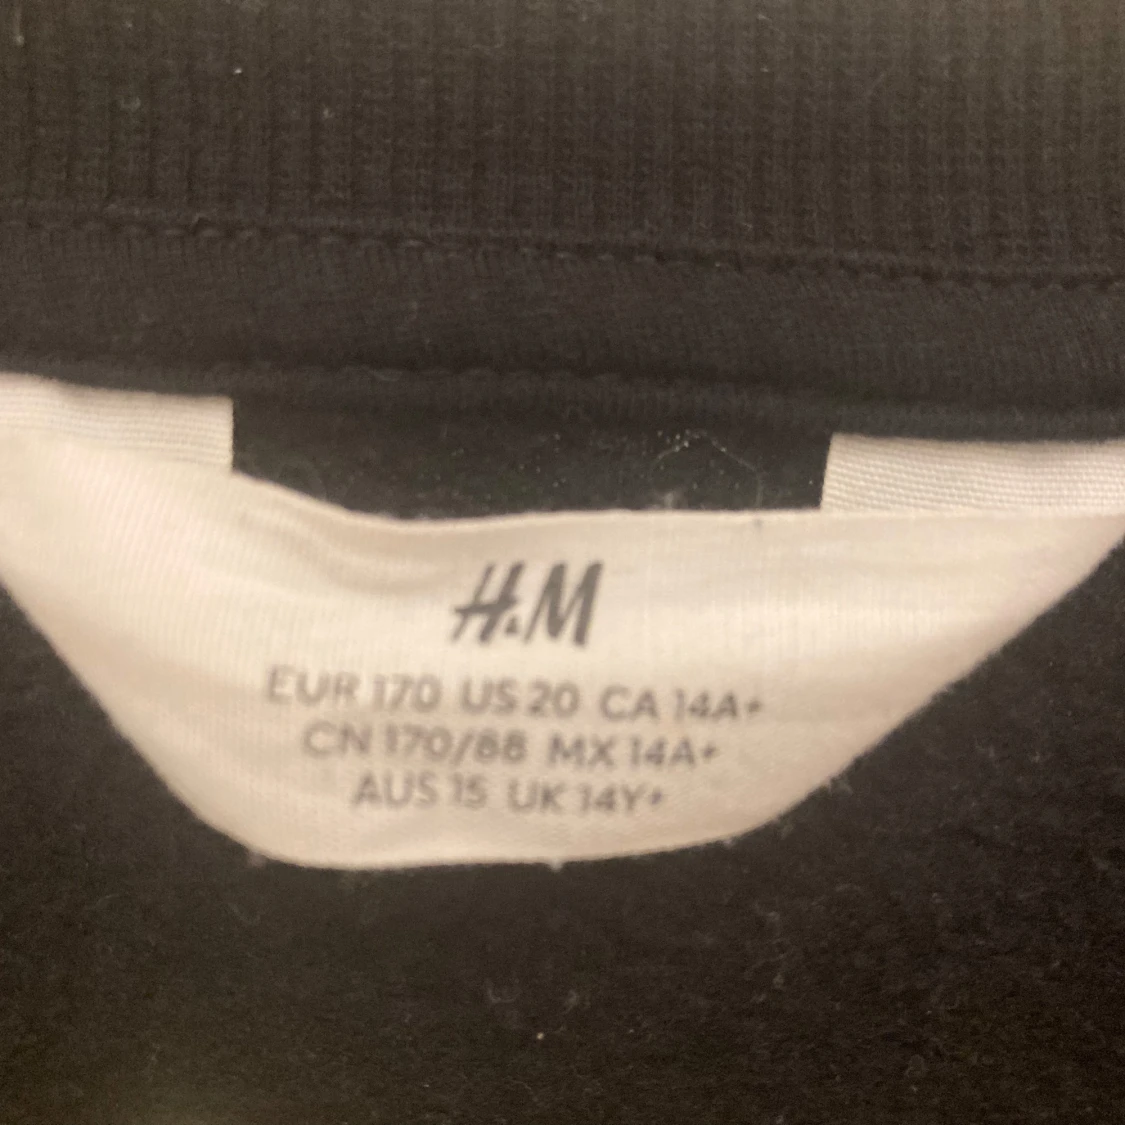 H&M
EUR 170 US 20 CA 14A+
CN 170/88 MX 14A+
AUS 15 UK 14Y+